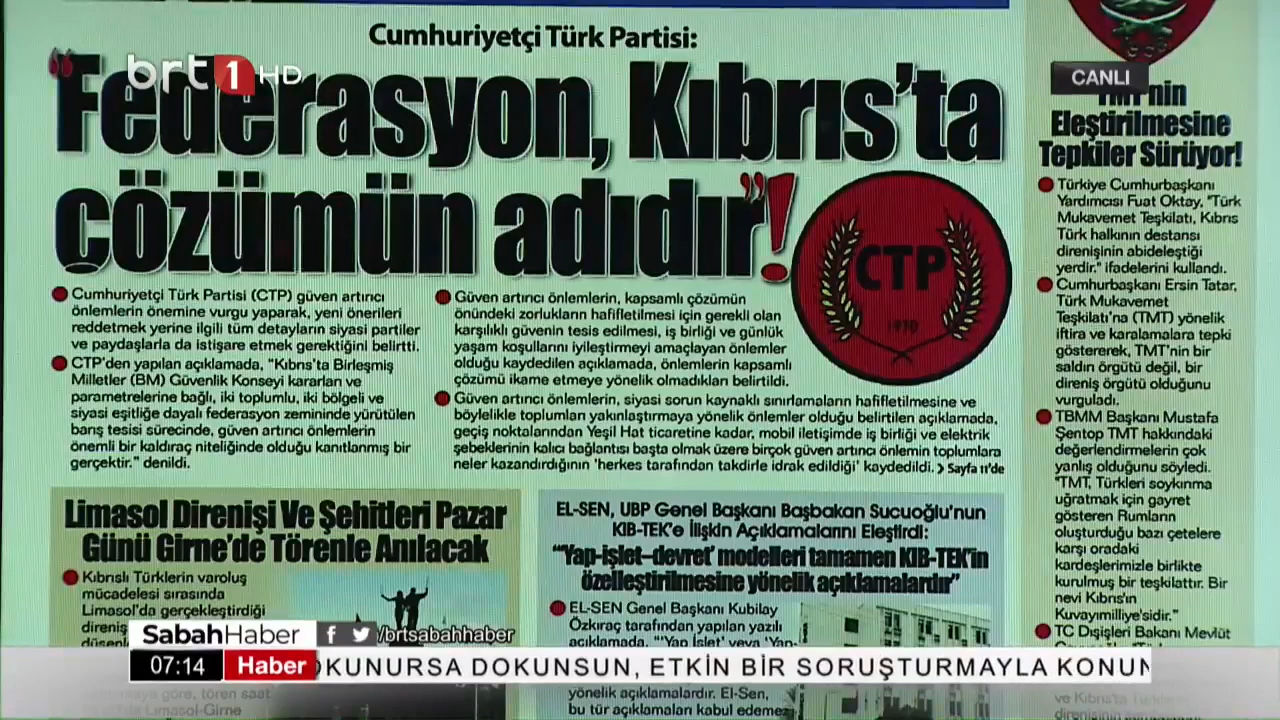 brt 1 HD
CANLI
Cumhuriyetçi Türk Partisi:
“Federasyon, Kıbrıs’ta
çözümün adıdır”!
CTP
1970
Cumhuriyetçi Türk Partisi (CTP) güven artırıcı
önlemlerin önemine vurgu yaparak, yeni önerileri
reddetmek yerine ilgili tüm detayların siyasi partiler
ve paydaşlarla da istişare etmek gerektiğini belirtti.
CTP'den yapılan açıklamada, "Kıbrıs'ta Birleşmiş
Milletler (BM) Güvenlik Konseyi kararları ve
parametrelerine bağlı, iki toplumlu, iki bölgeli ve
siyasi eşitliğe dayalı federasyon zemininde yürütülen
barış tesisi sürecinde, güven artırıcı önlemlerin
önemli bir kaldıraç niteliğinde olduğu kanıtlanmış bir
gerçektir." denildi.
Güven artırıcı önlemlerin, kapsamlı çözümün
önündeki zorlukların hafifletilmesi için gerekli olan
karşılıklı güvenin tesis edilmesi, iş birliği ve günlük
yaşam koşullarını iyileştirmeyi amaçlayan önlemler
olduğu kaydedilen açıklamada, önlemlerin kapsamlı
çözümü ikame etmeye yönelik olmadıkları belirtildi.
Güven artırıcı önlemlerin, siyasi sorun kaynaklı sınırlamaların hafifletilmesine ve
böylelikle toplumları yakınlaştırmaya yönelik önlemler olduğu belirtilen açıklamada,
geçiş noktalarından Yeşil Hat ticaretine kadar, mobil iletişimde iş birliği ve elektrik
şebeklerinin kalıcı bağlantısı başta olmak üzere birçok güven artırıcı önlemin toplumlara
neler kazandırdığının 'herkes tarafından takdirle idrak edildiği' kaydedildi. ❯ Sayfa 11'de
TMT'nin
Eleştirilmesine
Tepkiler Sürüyor!
Türkiye Cumhurbaşkanı
Yardımcısı Fuat Oktay, "Türk
Mukavemet Teşkilatı, Kıbrıs
Türk halkının destansı
direnişinin abideleştiği
yerdir." ifadelerini kullandı.
Cumhurbaşkanı Ersin Tatar,
Türk Mukavemet
Teşkilatı'na (TMT) yönelik
iftira ve karalamalara tepki
göstererek, TMT'nin bir
saldırı örgütü değil, bir
direniş örgütü olduğunu
vurguladı.
TBMM Başkanı Mustafa
Şentop TMT hakkındaki
değerlendirmelerin çok
yanlış olduğunu söyledi.
"TMT, Türkleri soykırıma
uğratmak için gayret
gösteren Rumların
oluşturduğu bazı çetelere
karşı oradaki
kardeşlerimizle birlikte
kurulmuş bir teşkilattır. Bir
nevi Kıbrıs'ın
Kuvayımilliye'sidir."
TC Dışişleri Bakanı Mevlüt
Limasol Direnişi Ve Şehitleri Pazar
Günü Girne’de Törenle Anılacak
Kıbrıslı Türklerin varoluş
mücadelesi sırasında
Limasol'da gerçekleştirdiği
EL-SEN, UBP Genel Başkanı Başbakan Sucuoğlu'nun
KIB-TEK'e İlişkin Açıklamalarını Eleştirdi:
“‘Yap-işlet-devret’ modelleri tamamen KIB-TEK’in
özelleştirilmesine yönelik açıklamalardır”
EL-SEN Genel Başkanı Kubilay
Özkıraç tarafından yapılan yazılı
açıklamada, "'Yap İşlet' veya 'Yap-
yönelik açıklamalardır. El-Sen,
bu tür açıklamaları kabul edemez
SabahHaber
/brtsabahhaber
07:14 Haber OKUNURSA DOKUNSUN, ETKİN BİR SORUŞTURMAYLA KONUN